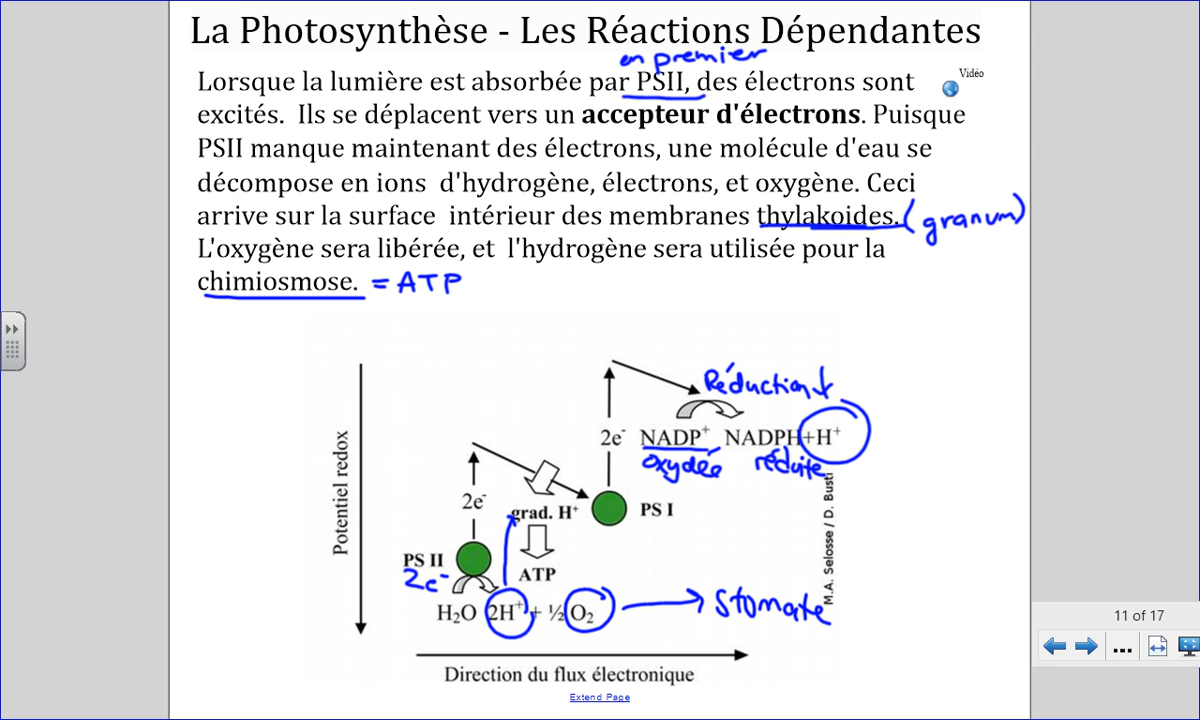 La Photosynthèse - Les Réactions Dépendantes
en premier
Lorsque la lumière est absorbée par PSII, des électrons sont
Vidéo
excités.  Ils se déplacent vers un accepteur d'électrons. Puisque
PSII manque maintenant des électrons, une molécule d'eau se
décompose en ions  d'hydrogène, électrons, et oxygène. Ceci
arrive sur la surface  intérieur des membranes thylakoides. (granum)
L'oxygène sera libérée, et  l'hydrogène sera utilisée pour la
chimiosmose. = ATP
Réduction
2e⁻ NADP⁺ NADPH+H⁺
oxydée réduite
Potentiel redox
2e⁻
grad. H⁺
PS I
PS II
2e⁻
ATP
H₂O 2H⁺ + ½ O₂ → Stomate
M.A. Selosse / D. Busti
Direction du flux électronique
Extend Page
11 of 17
...